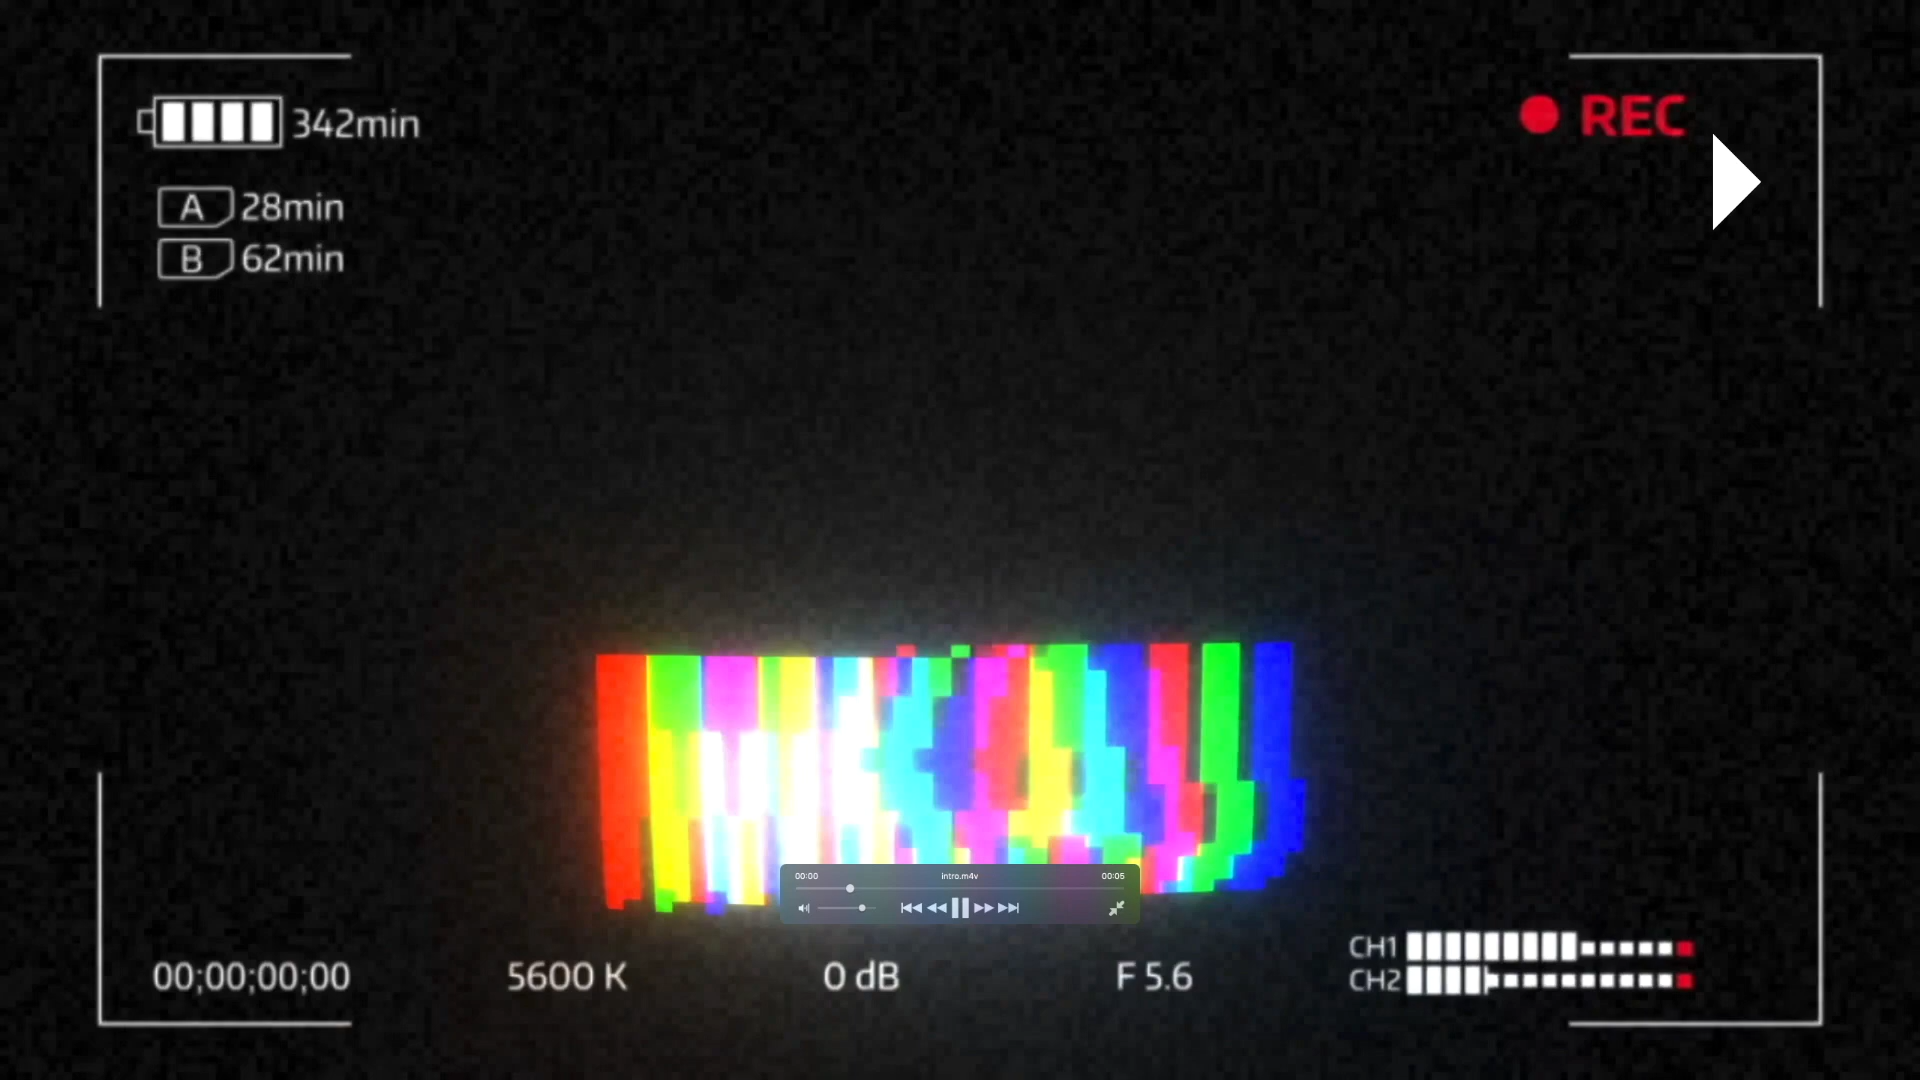 342min
REC
A 28min
B 62min
00:00 intro.m4v 00:05
00;00;00;00
5600 K
0 dB
F 5.6
CH1
CH2